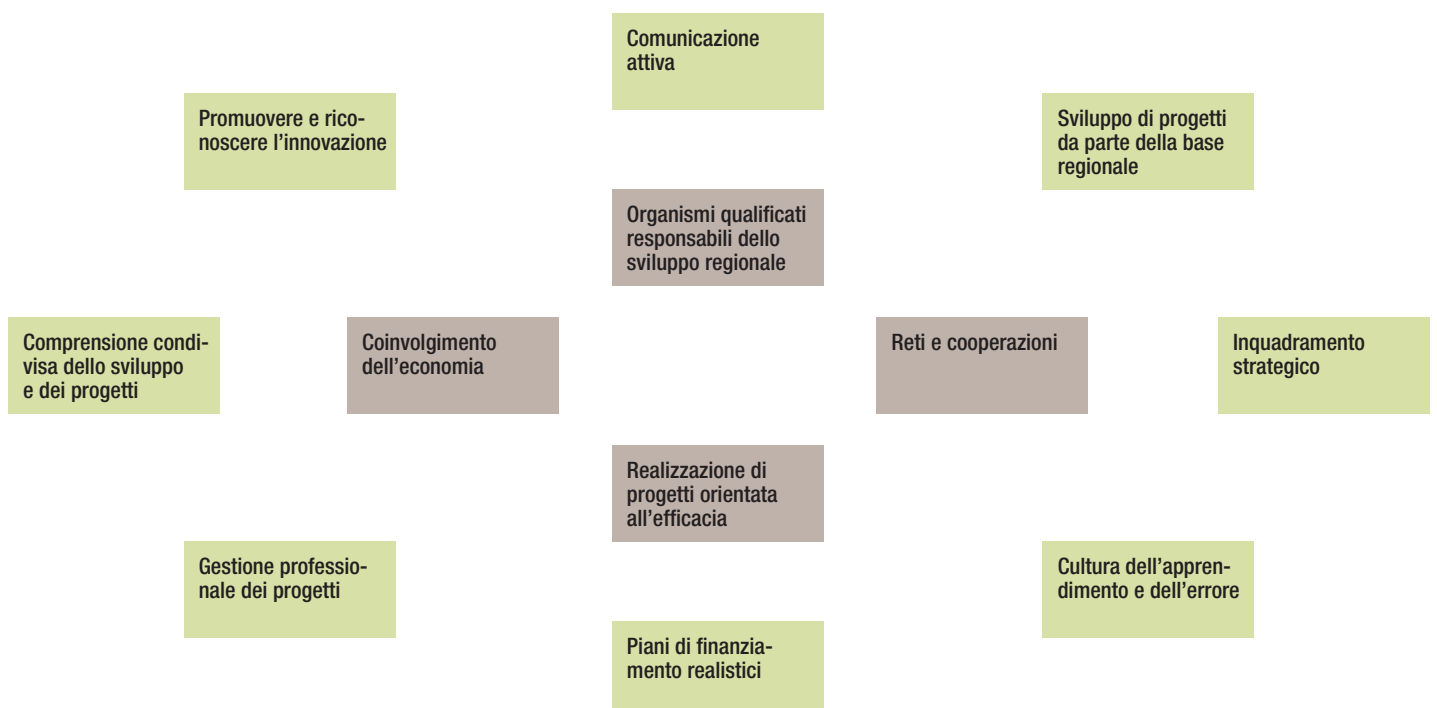 Comunicazione
attiva
Promuovere e rico-
noscere l’innovazione
Sviluppo di progetti
da parte della base
regionale
Organismi qualificati
responsabili dello
sviluppo regionale
Comprensione condi-
visa dello sviluppo
e dei progetti
Coinvolgimento
dell’economia
Reti e cooperazioni
Inquadramento
strategico
Realizzazione di
progetti orientata
all’efficacia
Gestione professio-
nale dei progetti
Cultura dell’appren-
dimento e dell’errore
Piani di finanzia-
mento realistici